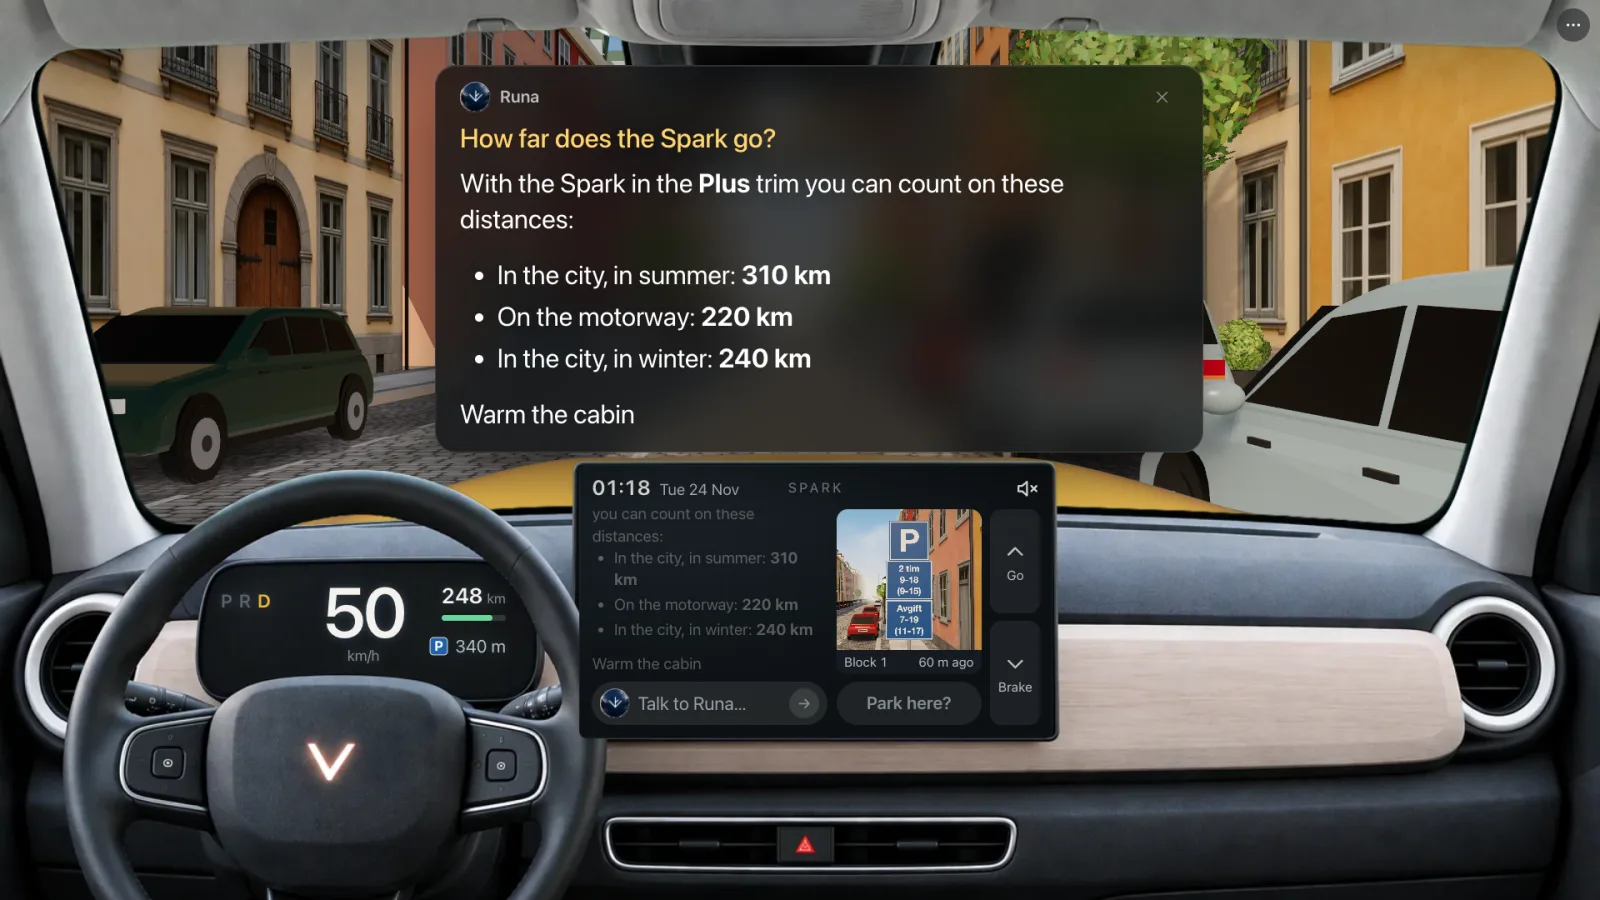 Runa
How far does the Spark go?
With the Spark in the Plus trim you can count on these
distances:
• In the city, in summer: 310 km
• On the motorway: 220 km
• In the city, in winter: 240 km
Warm the cabin
01:18 Tue 24 Nov
SPARK
you can count on these
distances:
• In the city, in summer: 310
km
• On the motorway: 220 km
• In the city, in winter: 240 km
Warm the cabin
Talk to Runa...
P
2 tim
9-18
(9-15)
Avgift
7-19
(11-17)
Block 1
60 m ago
Park here?
Go
Brake
P R D
50
km/h
248 km
P 340 m